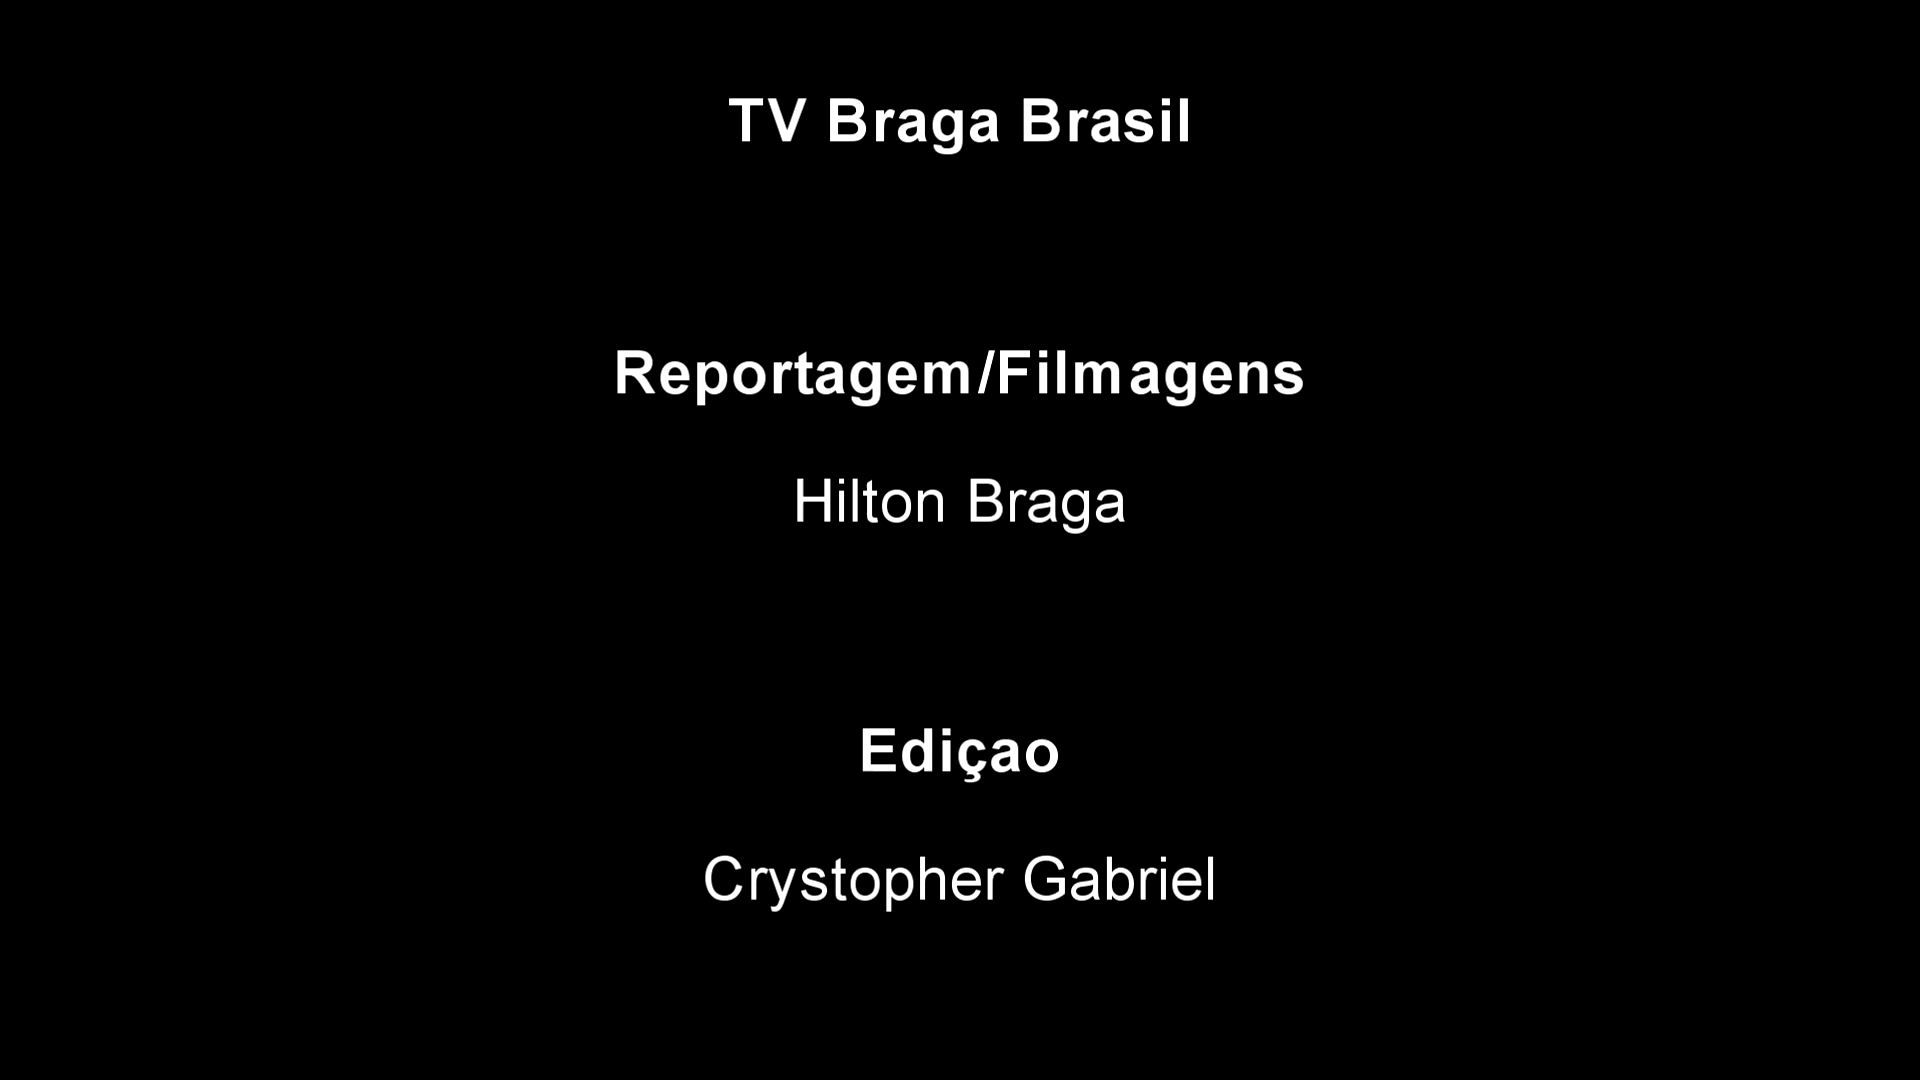 TV Braga Brasil
Reportagem/Filmagens
Hilton Braga
Ediçao
Crystopher Gabriel